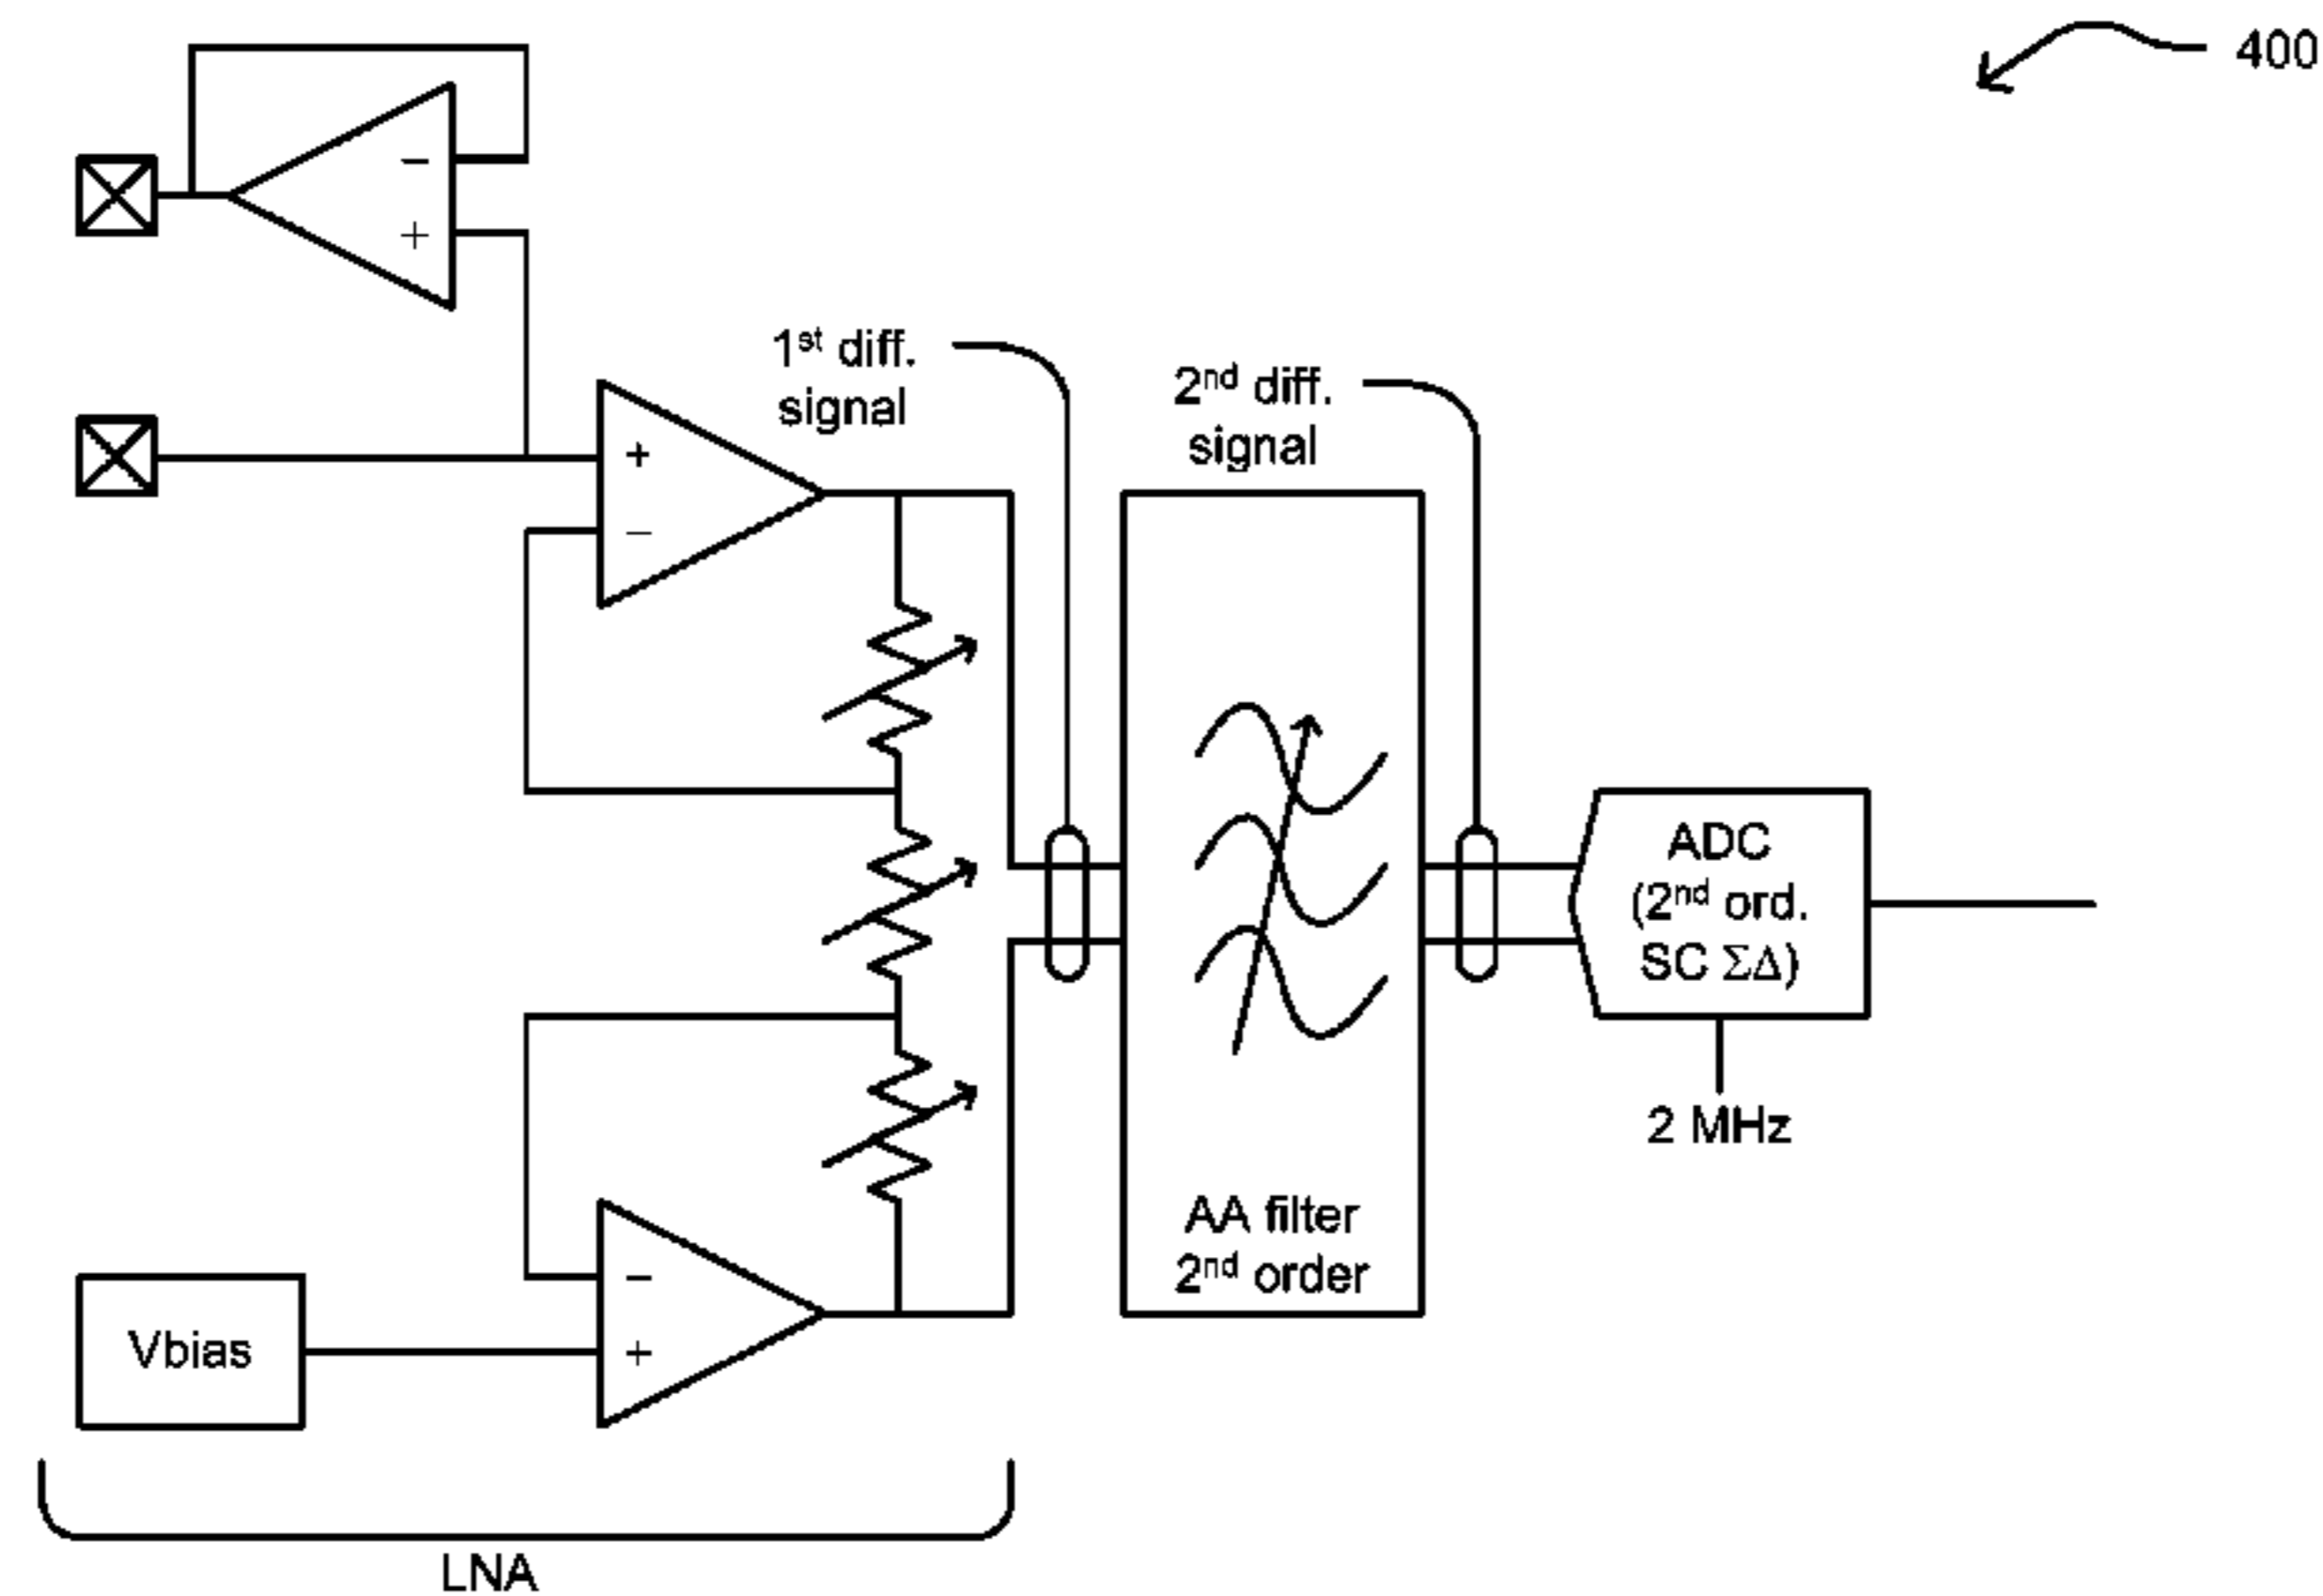 400
−
+
1st diff.
signal
2nd diff.
signal
+
−
ADC
(2nd ord.
SC ΣΔ)
2 MHz
AA filter
2nd order
−
+
Vbias
LNA